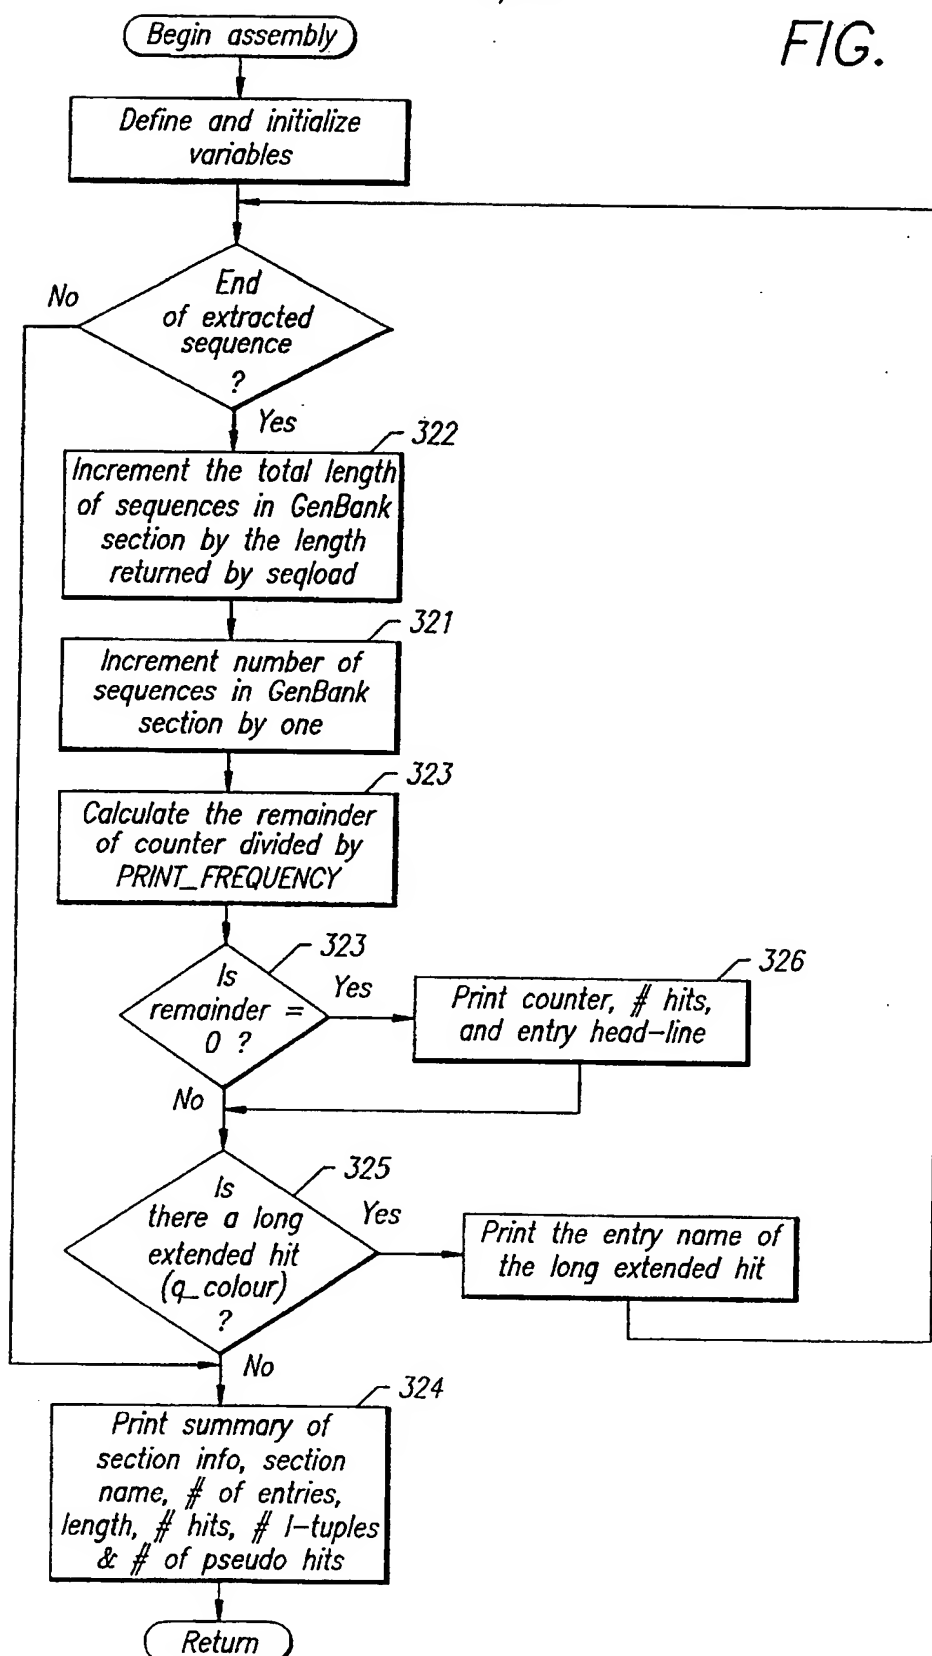 FIG.
Begin assembly
Define and initialize
variables
End
of extracted
sequence
?
No
Yes
322
Increment the total length
of sequences in GenBank
section by the length
returned by seqload
321
Increment number of
sequences in GenBank
section by one
323
Calculate the remainder
of counter divided by
PRINT_FREQUENCY
323
Is
remainder =
0 ?
Yes
326
Print counter, # hits,
and entry head-line
No
325
Is
there a long
extended hit
(q_colour)
?
Yes
Print the entry name of
the long extended hit
No
324
Print summary of
section info, section
name, # of entries,
length, # hits, # l-tuples
& # of pseudo hits
Return